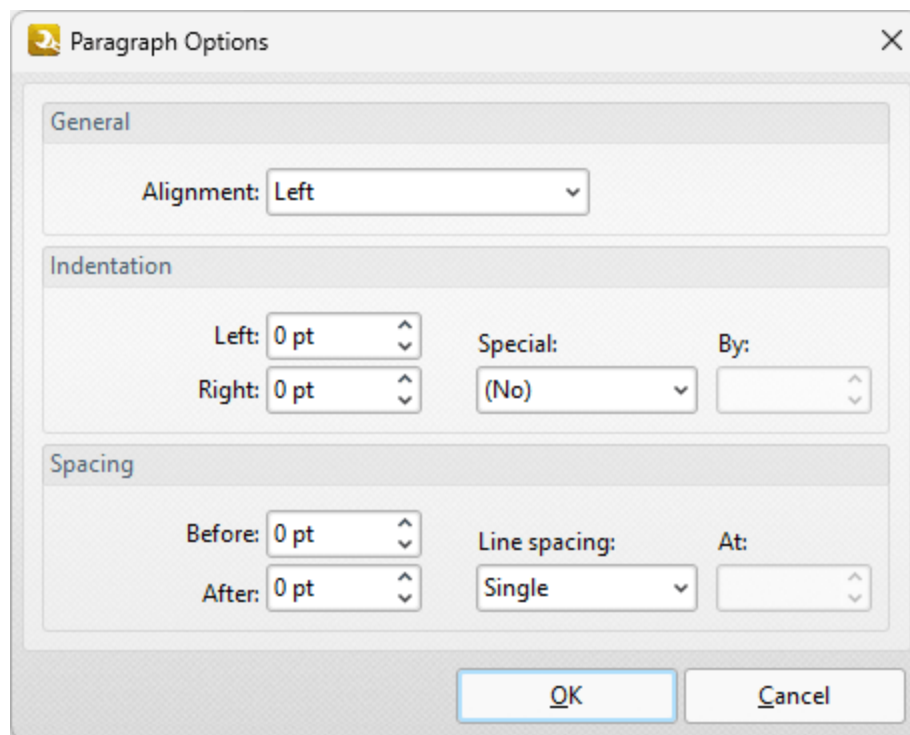 Paragraph Options
General
Alignment: Left
Indentation
Left: 0 pt
Special:
By:
Right: 0 pt
(No)
Spacing
Before: 0 pt
Line spacing:
At:
After: 0 pt
Single
OK
Cancel